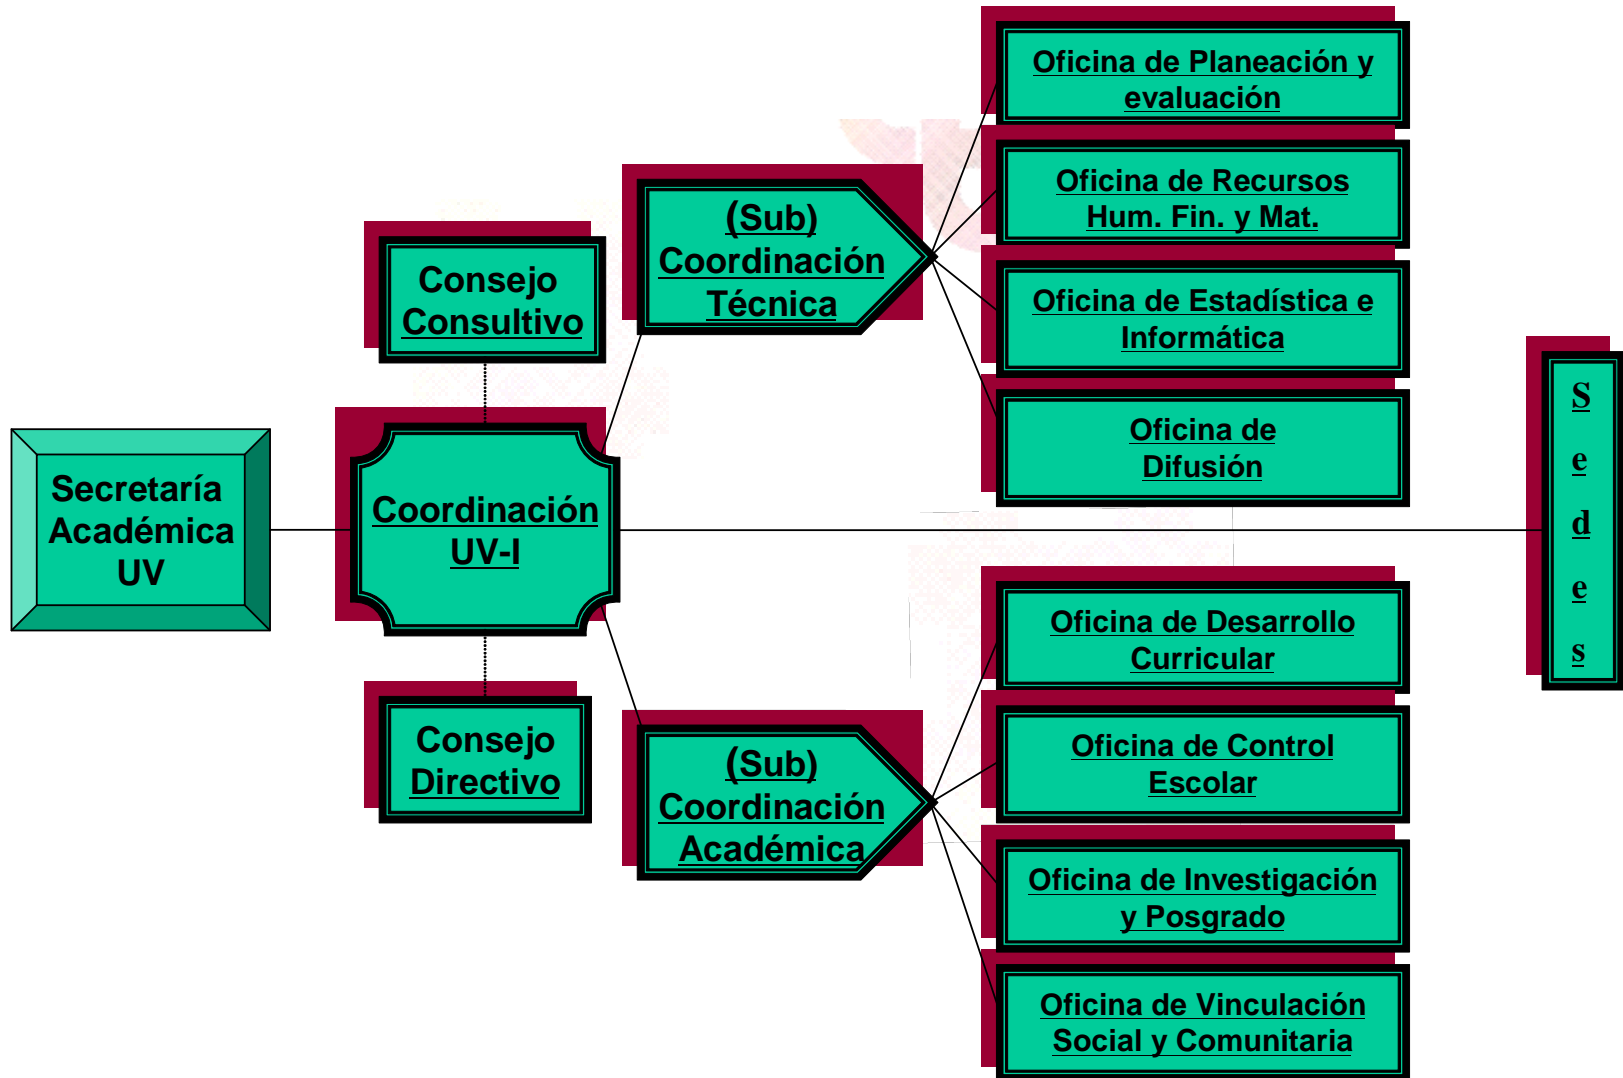 Secretaría
Académica
UV
Consejo
Consultivo
Coordinación
UV-I
Consejo
Directivo
(Sub)
Coordinación
Técnica
(Sub)
Coordinación
Académica
Oficina de Planeación y
evaluación
Oficina de Recursos
Hum. Fin. y Mat.
Oficina de Estadística e
Informática
Oficina de
Difusión
Oficina de Desarrollo
Curricular
Oficina de Control
Escolar
Oficina de Investigación
y Posgrado
Oficina de Vinculación
Social y Comunitaria
S
e
d
e
s